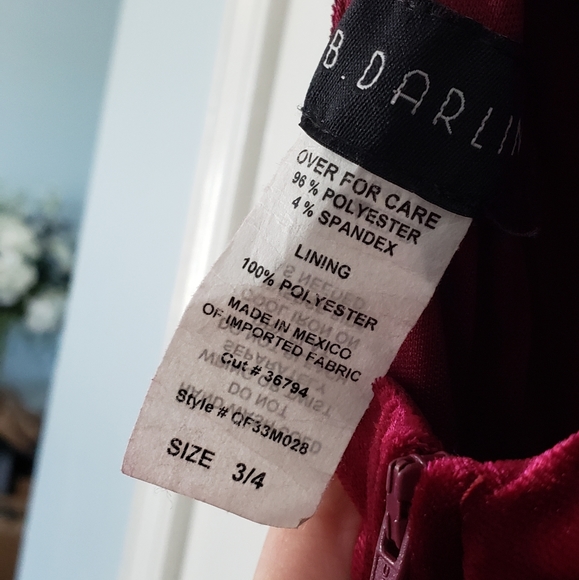 B. DARLIN
OVER FOR CARE
96 % POLYESTER
4 % SPANDEX
LINING
100% POLYESTER
MADE IN MEXICO
OF IMPORTED FABRIC
Cut # 36794
Style # QF33M028
SIZE 3/4